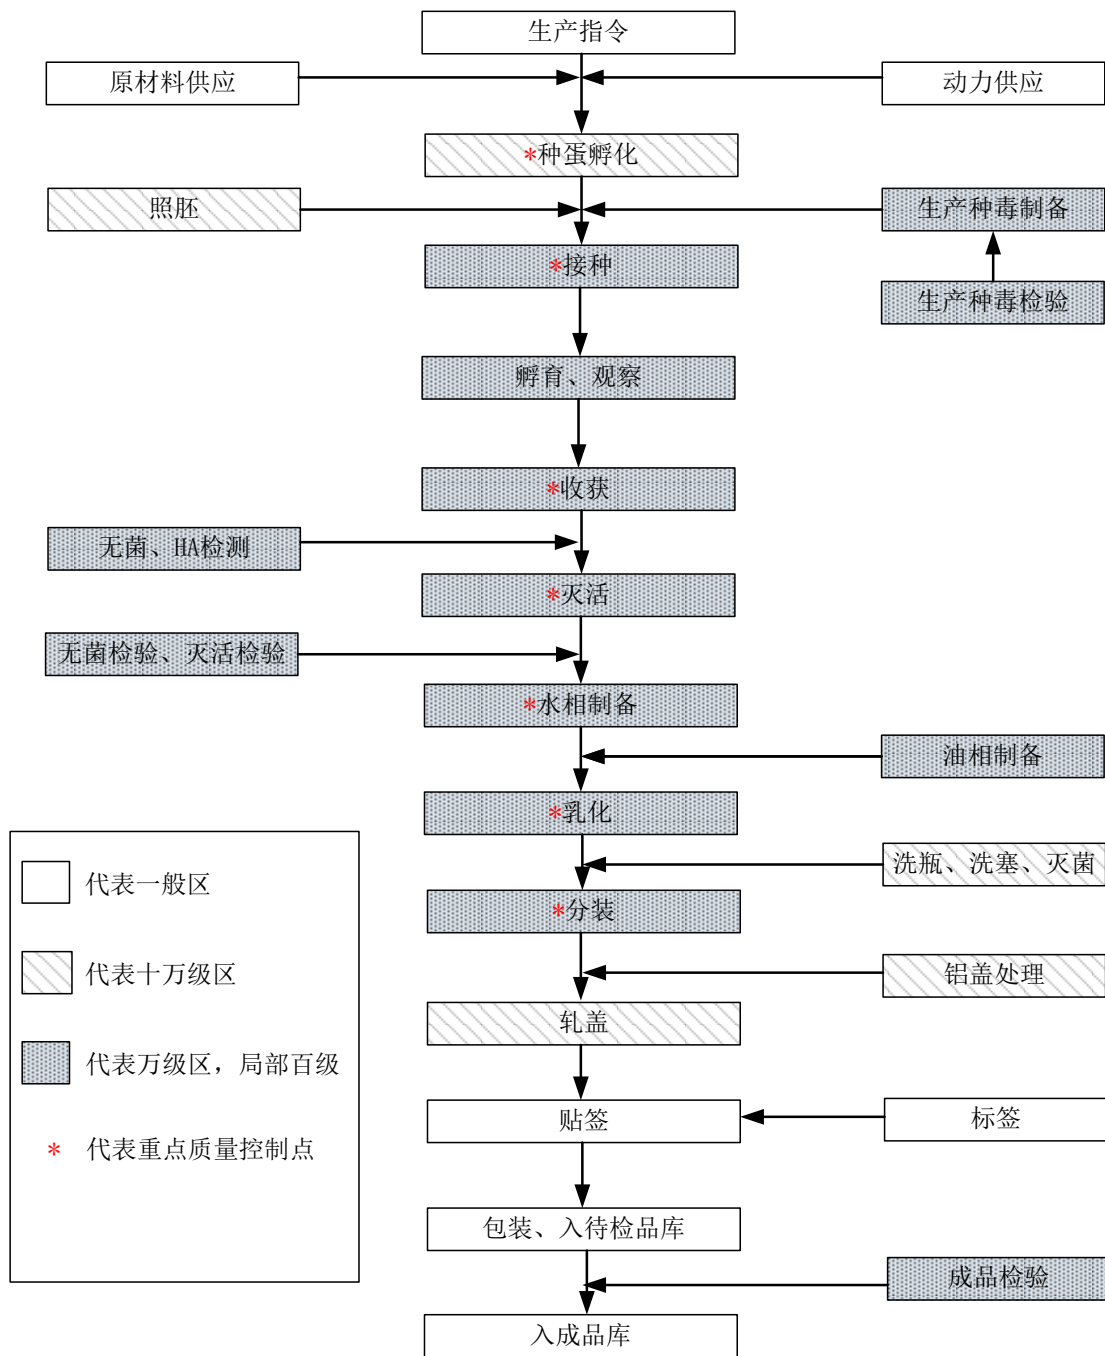 生产指令
原材料供应
动力供应
*种蛋孵化
照胚
生产种毒制备
*接种
生产种毒检验
孵育、观察
*收获
无菌、HA检测
*灭活
无菌检验、灭活检验
*水相制备
油相制备
*乳化
洗瓶、洗塞、灭菌
代表一般区
*分装
代表十万级区
铝盖处理
轧盖
代表万级区，局部百级
贴签
标签
* 代表重点质量控制点
包装、入待检品库
成品检验
入成品库